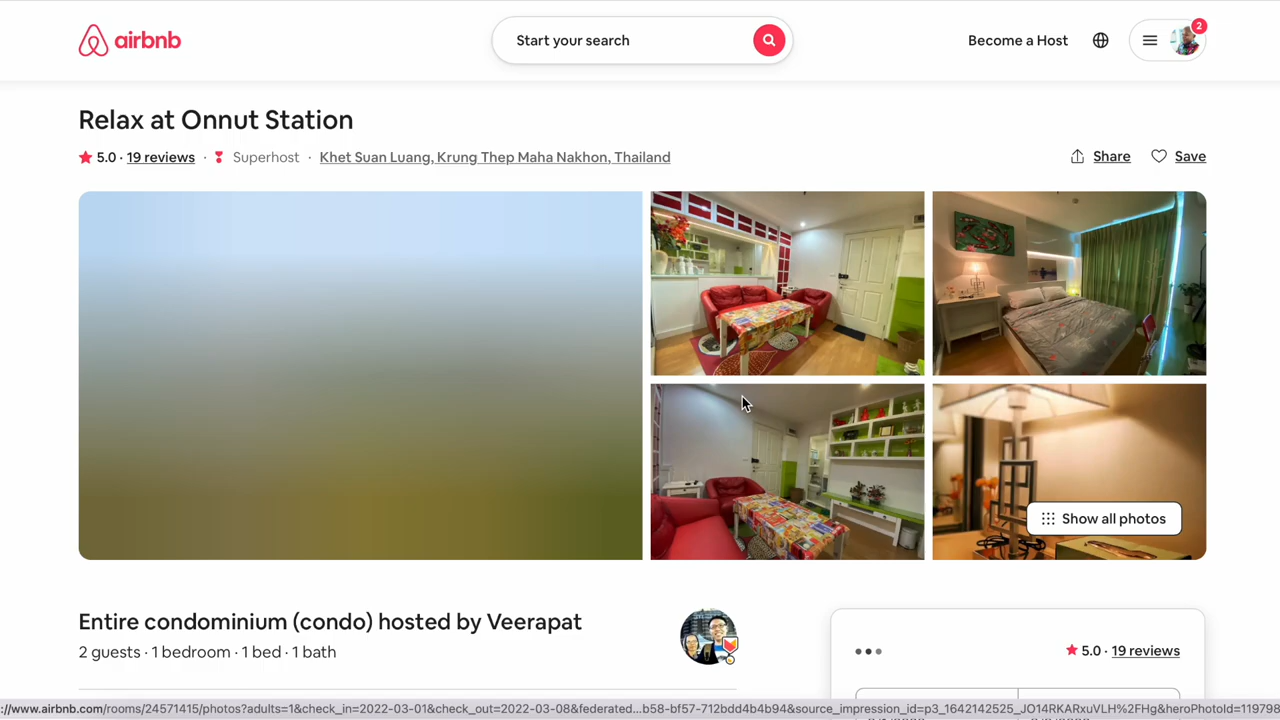 airbnb
Start your search
Become a Host
2
Relax at Onnut Station
5.0 · 19 reviews · Superhost · Khet Suan Luang, Krung Thep Maha Nakhon, Thailand
Share
Save
Show all photos
Entire condominium (condo) hosted by Veerapat
2 guests · 1 bedroom · 1 bed · 1 bath
5.0 · 19 reviews
://www.airbnb.com/rooms/24571415/photos?adults=1&check_in=2022-03-01&check_out=2022-03-08&federated...b58-bf57-712bdd4b4b94&source_impression_id=p3_1642142525_JO14RKARxuVLH%2FHg&heroPhotoId=119798